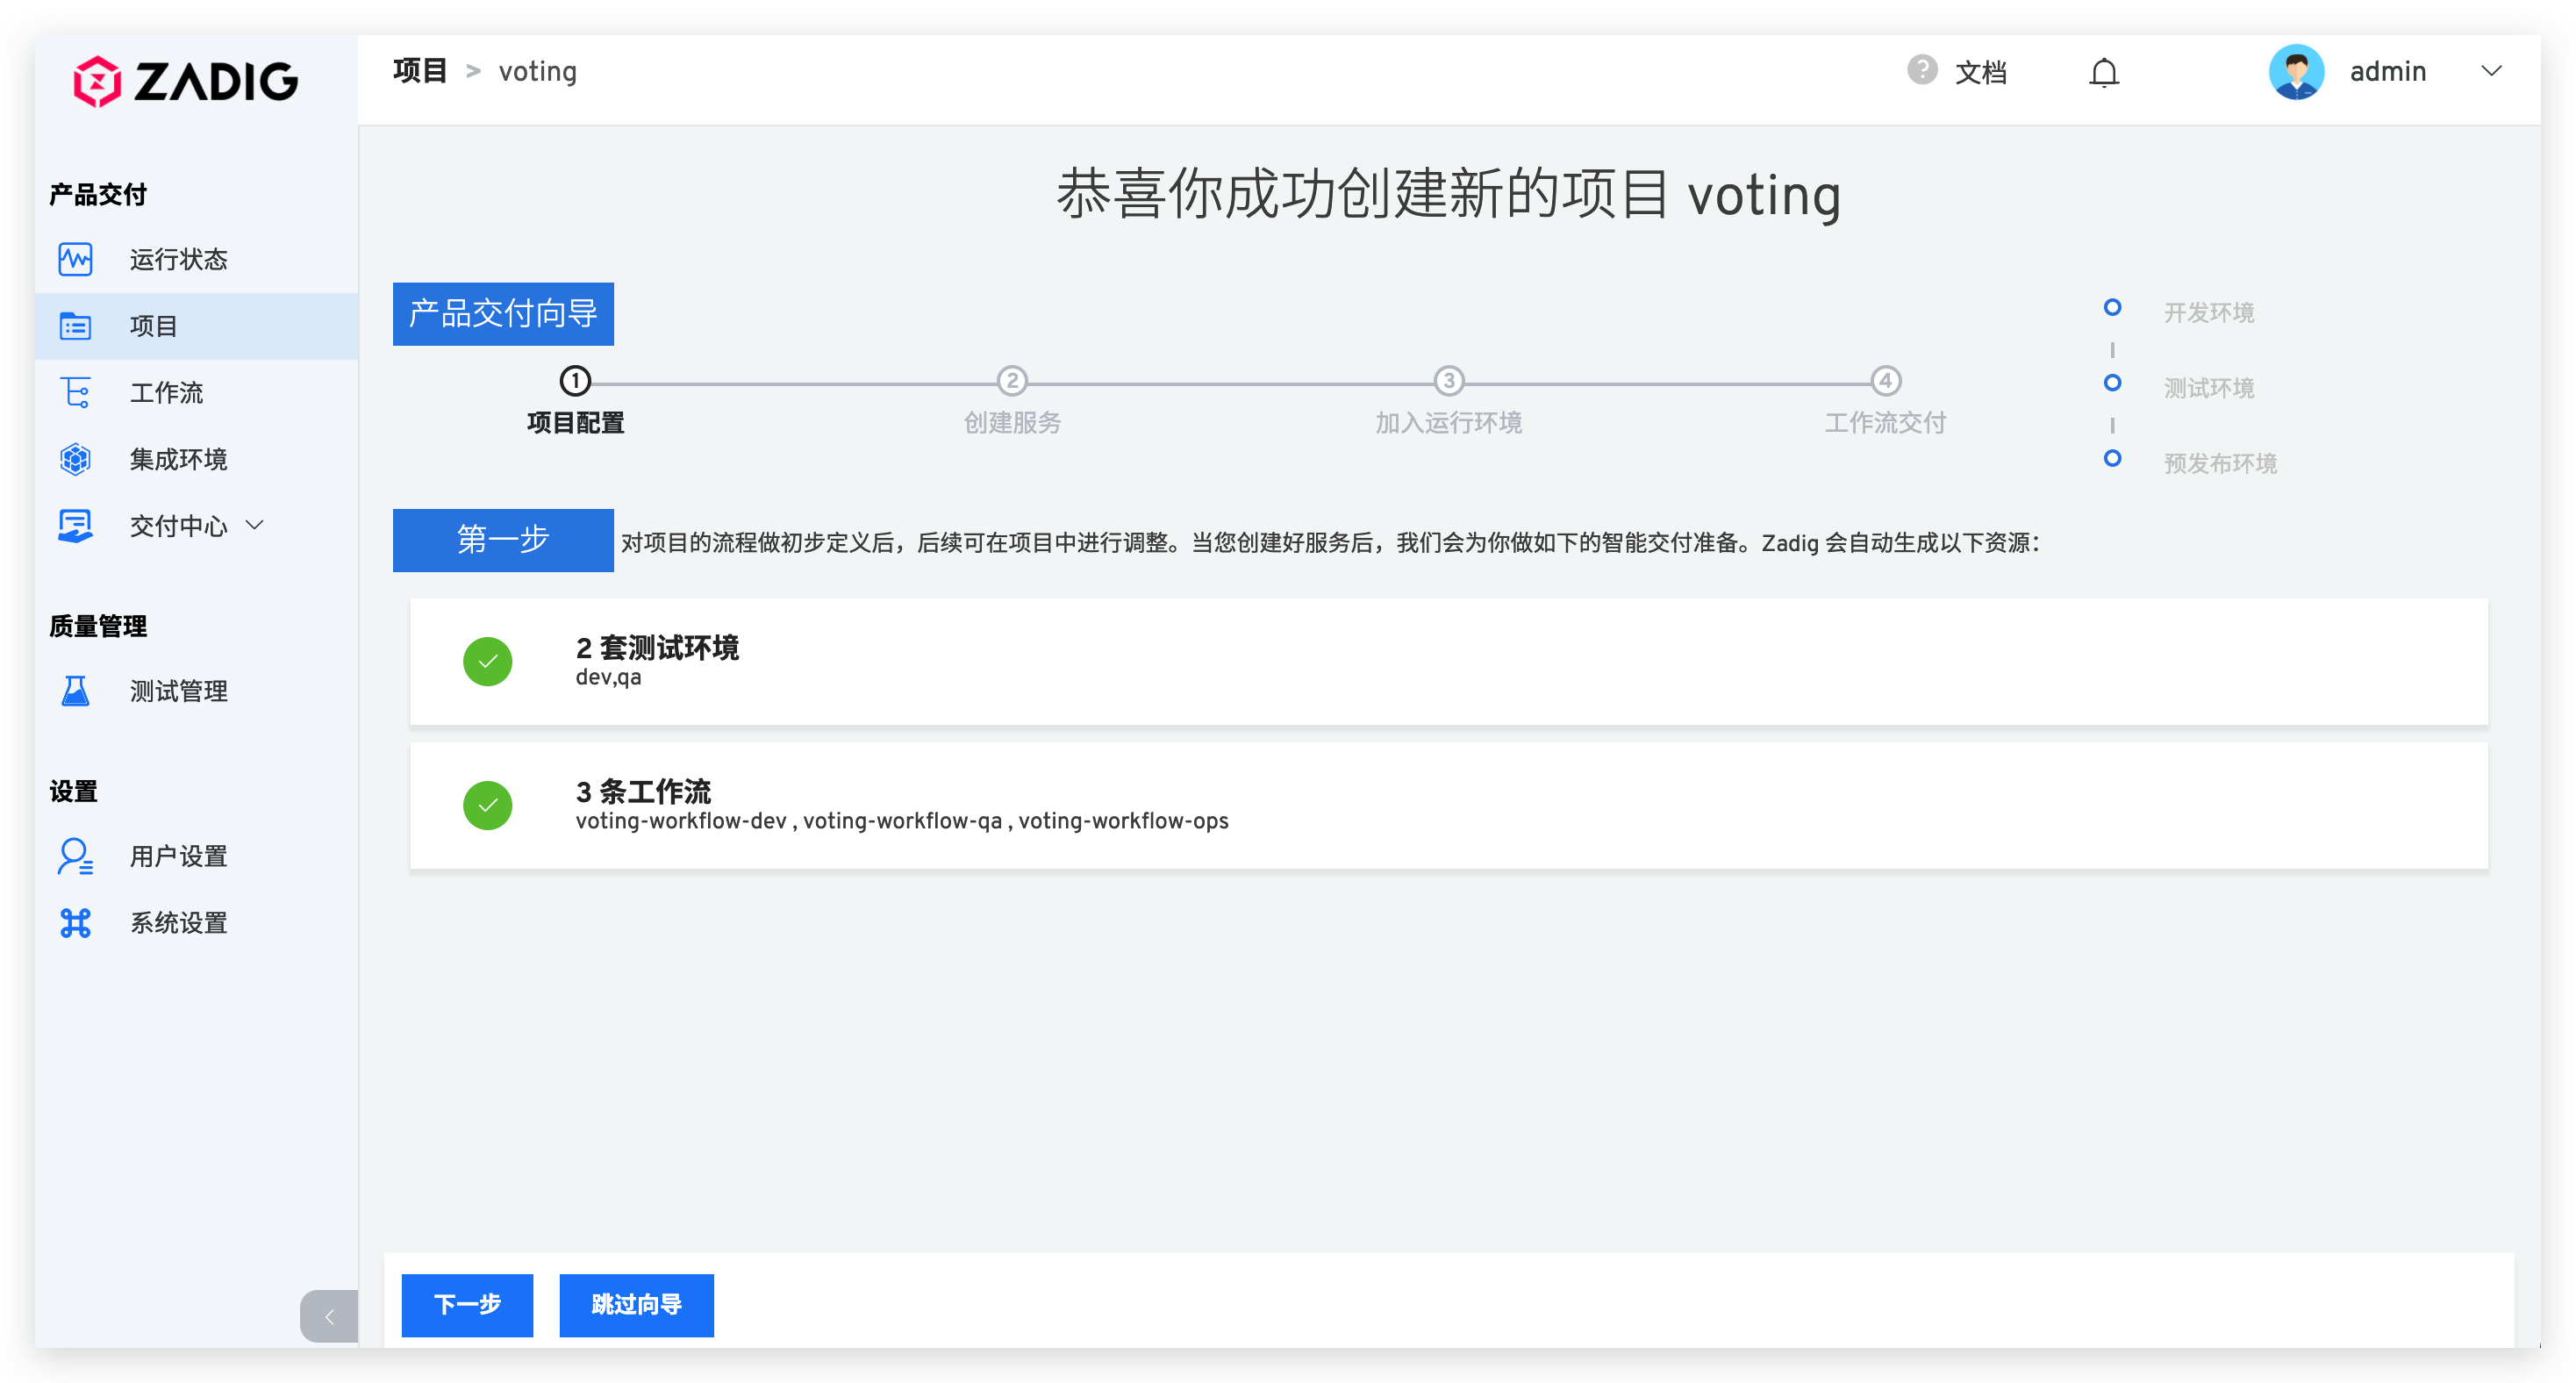 ZADIG
项目 > voting
? 文档
admin
产品交付
运行状态
项目
工作流
集成环境
交付中心
质量管理
测试管理
设置
用户设置
系统设置
恭喜你成功创建新的项目 voting
产品交付向导
1
项目配置
2
创建服务
3
加入运行环境
4
工作流交付
开发环境
测试环境
预发布环境
第一步
对项目的流程做初步定义后，后续可在项目中进行调整。当您创建好服务后，我们会为你做如下的智能交付准备。Zadig 会自动生成以下资源：
2 套测试环境
dev,qa
3 条工作流
voting-workflow-dev , voting-workflow-qa , voting-workflow-ops
下一步
跳过向导